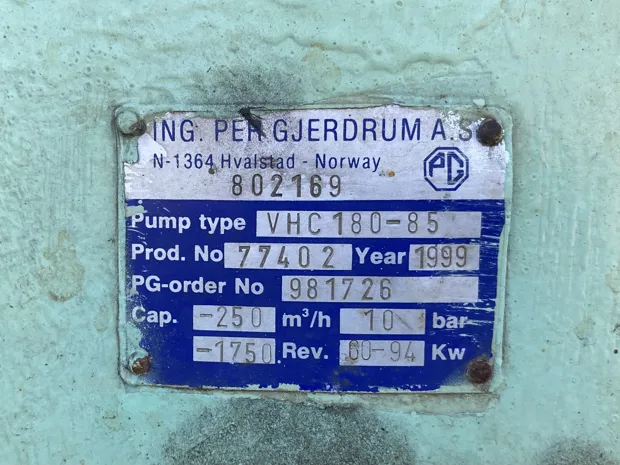 ING. PER GJERDRUM A.S
N-1364 Hvalstad - Norway
PG
802169
Pump type VHC 180-85
Prod. No 77402 Year 1999
PG-order No 981726
Cap. -250 m³/h 10 bar
-1750 Rev. 60-94 Kw